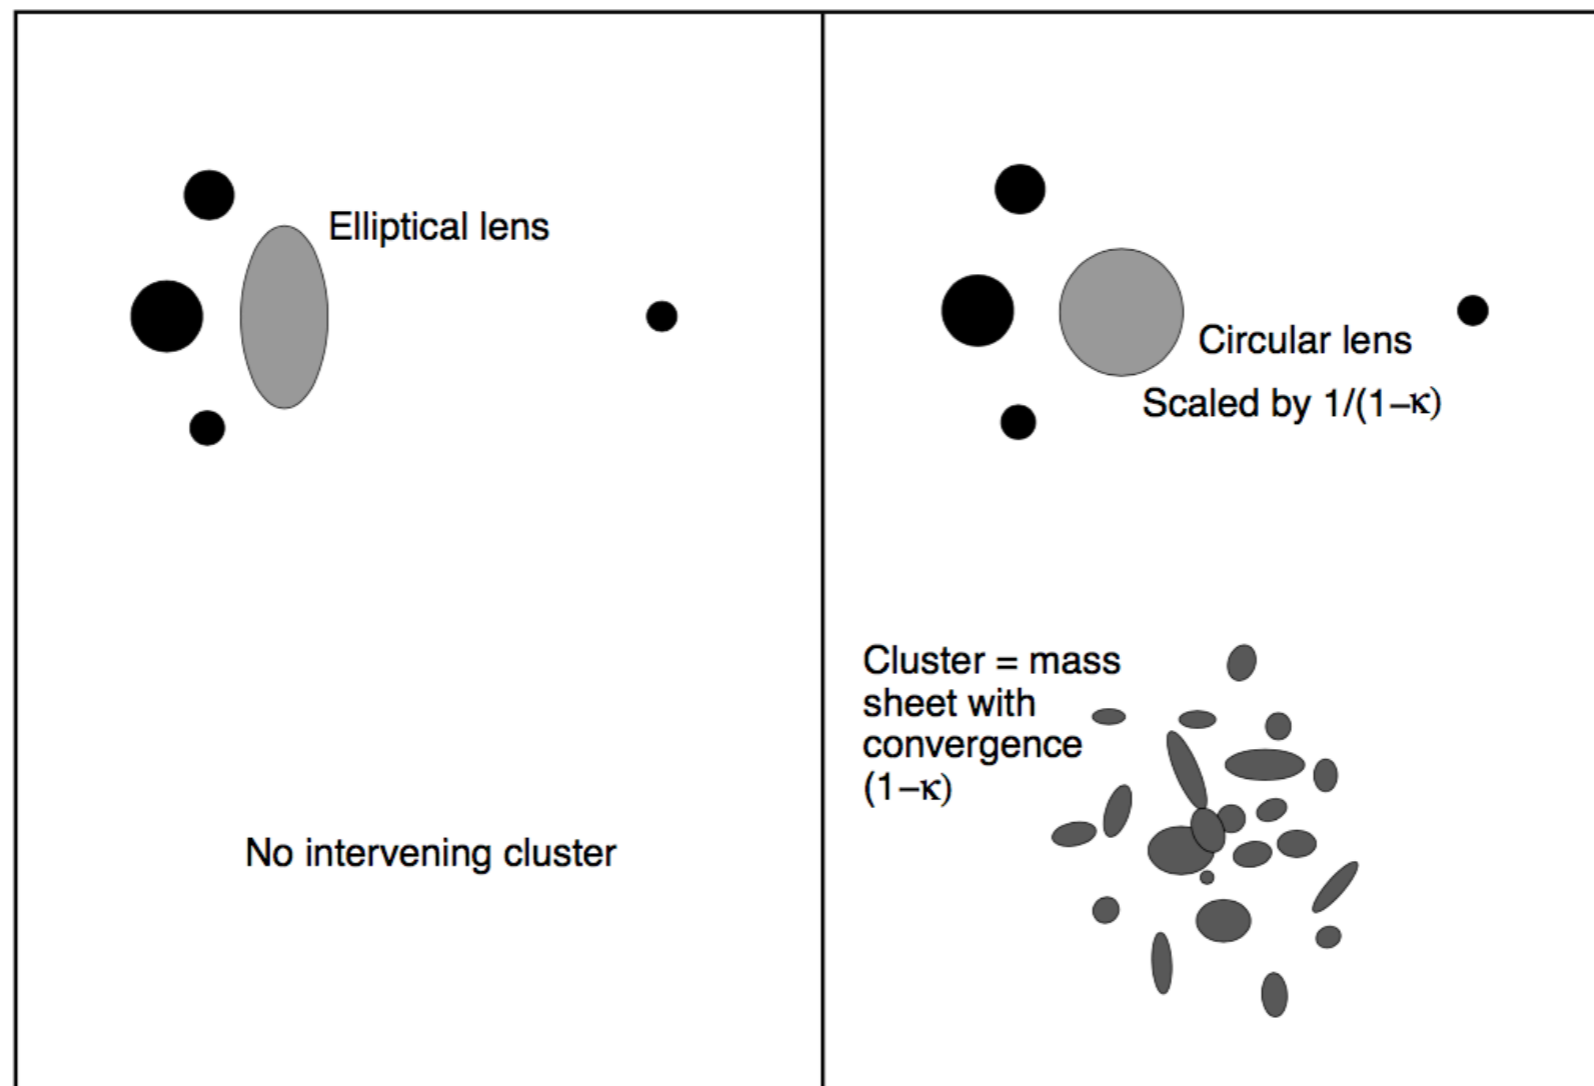 Elliptical lens
No intervening cluster
Circular lens
Scaled by 1/(1−κ)
Cluster = mass
sheet with
convergence
(1−κ)